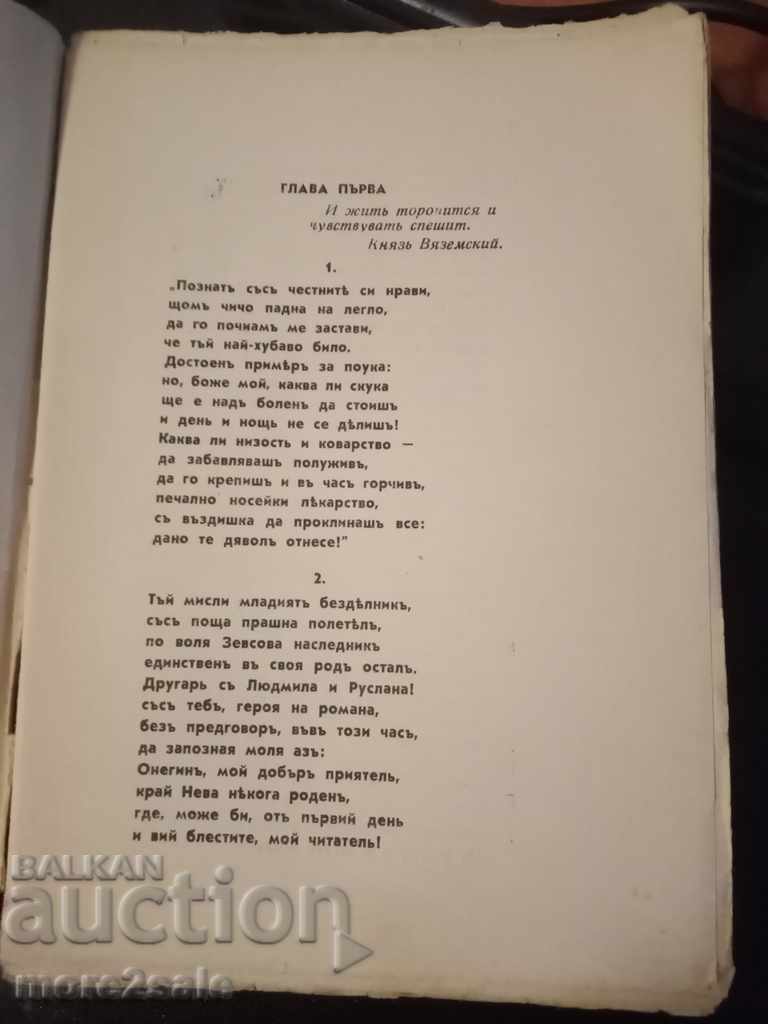 ГЛАВА ПЪРВА
И жить торопится и
чувствувать спешит.
Князь Вяземский.
1.
„Познатъ съсъ честнитѣ си нрави,
щомъ чичо падна на легло,
да го почиамъ ме застави,
че тъй най-хубаво било.
Достоенъ примѣръ за поука:
но, боже мой, каква ли скука
ще е надъ боленъ да стоишъ
и день и нощь не се дѣлишъ!
Каква ли низость и коварство —
да забавлявашъ полуживъ,
да го крепишъ и въ часъ горчивъ,
печално носейки лѣкарство,
съ въздишка да проклинашъ все:
дано те дяволъ отнесе!"
2.
Тъй мисли младиятъ бездѣлникъ,
съсъ поща прашна полетѣлъ,
по воля Зевсова наследник
единственъ въ своя родъ осталъ.
Другарь съ Людмила и Руслана!
съсъ тебъ, героя на романа,
безъ предговоръ, във този часъ,
да запозная моля азъ:
Онегинъ, мой добъръ приятель,
край Нева нѣкога роденъ,
где, може би, отъ първий день
и вий блестите, мой читатель!
BALKAN
auction
more2sale